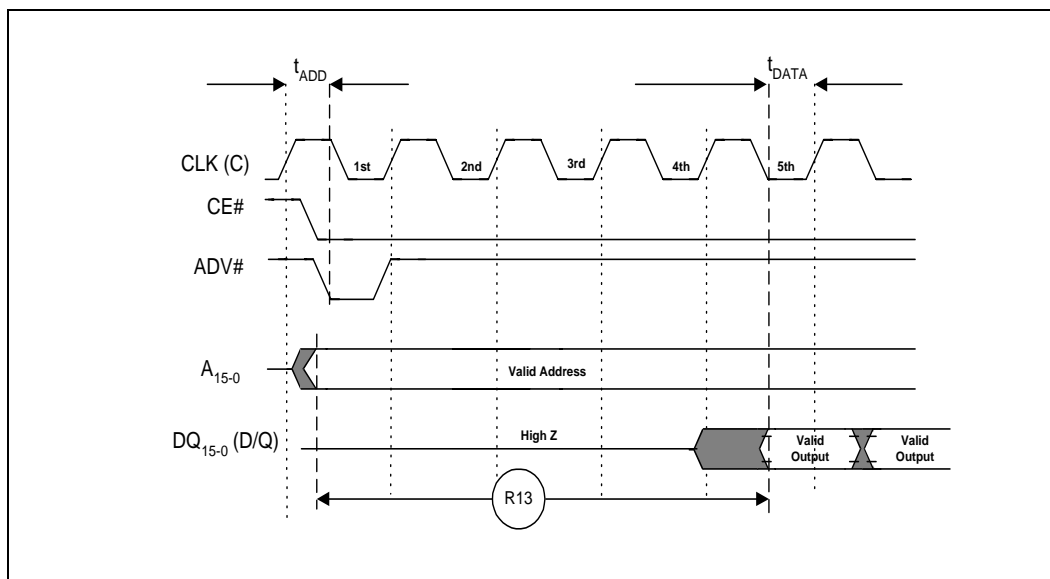 tADD
tDATA
CLK (C)
1st 2nd 3rd 4th 5th
CE#
ADV#
A15-0
Valid Address
DQ15-0 (D/Q)
High Z
Valid Output
Valid Output
R13